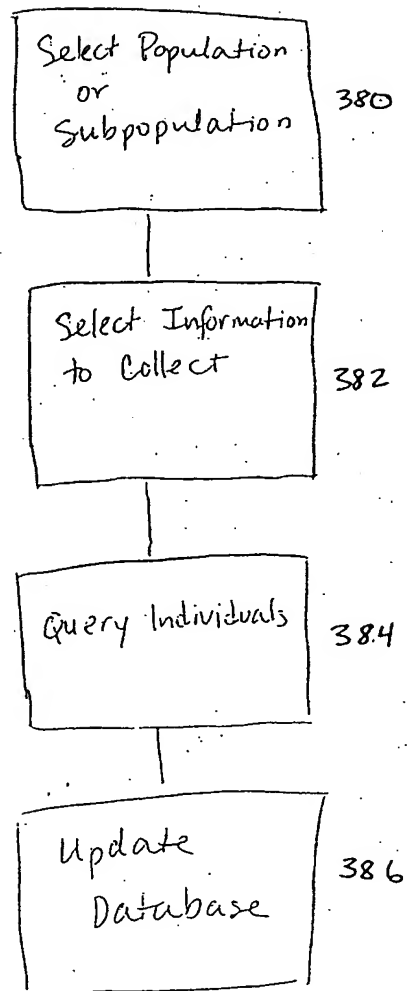 Select Population
or
Subpopulation
380
Select Information
to Collect
382
Query Individuals
384
Update
Database
386